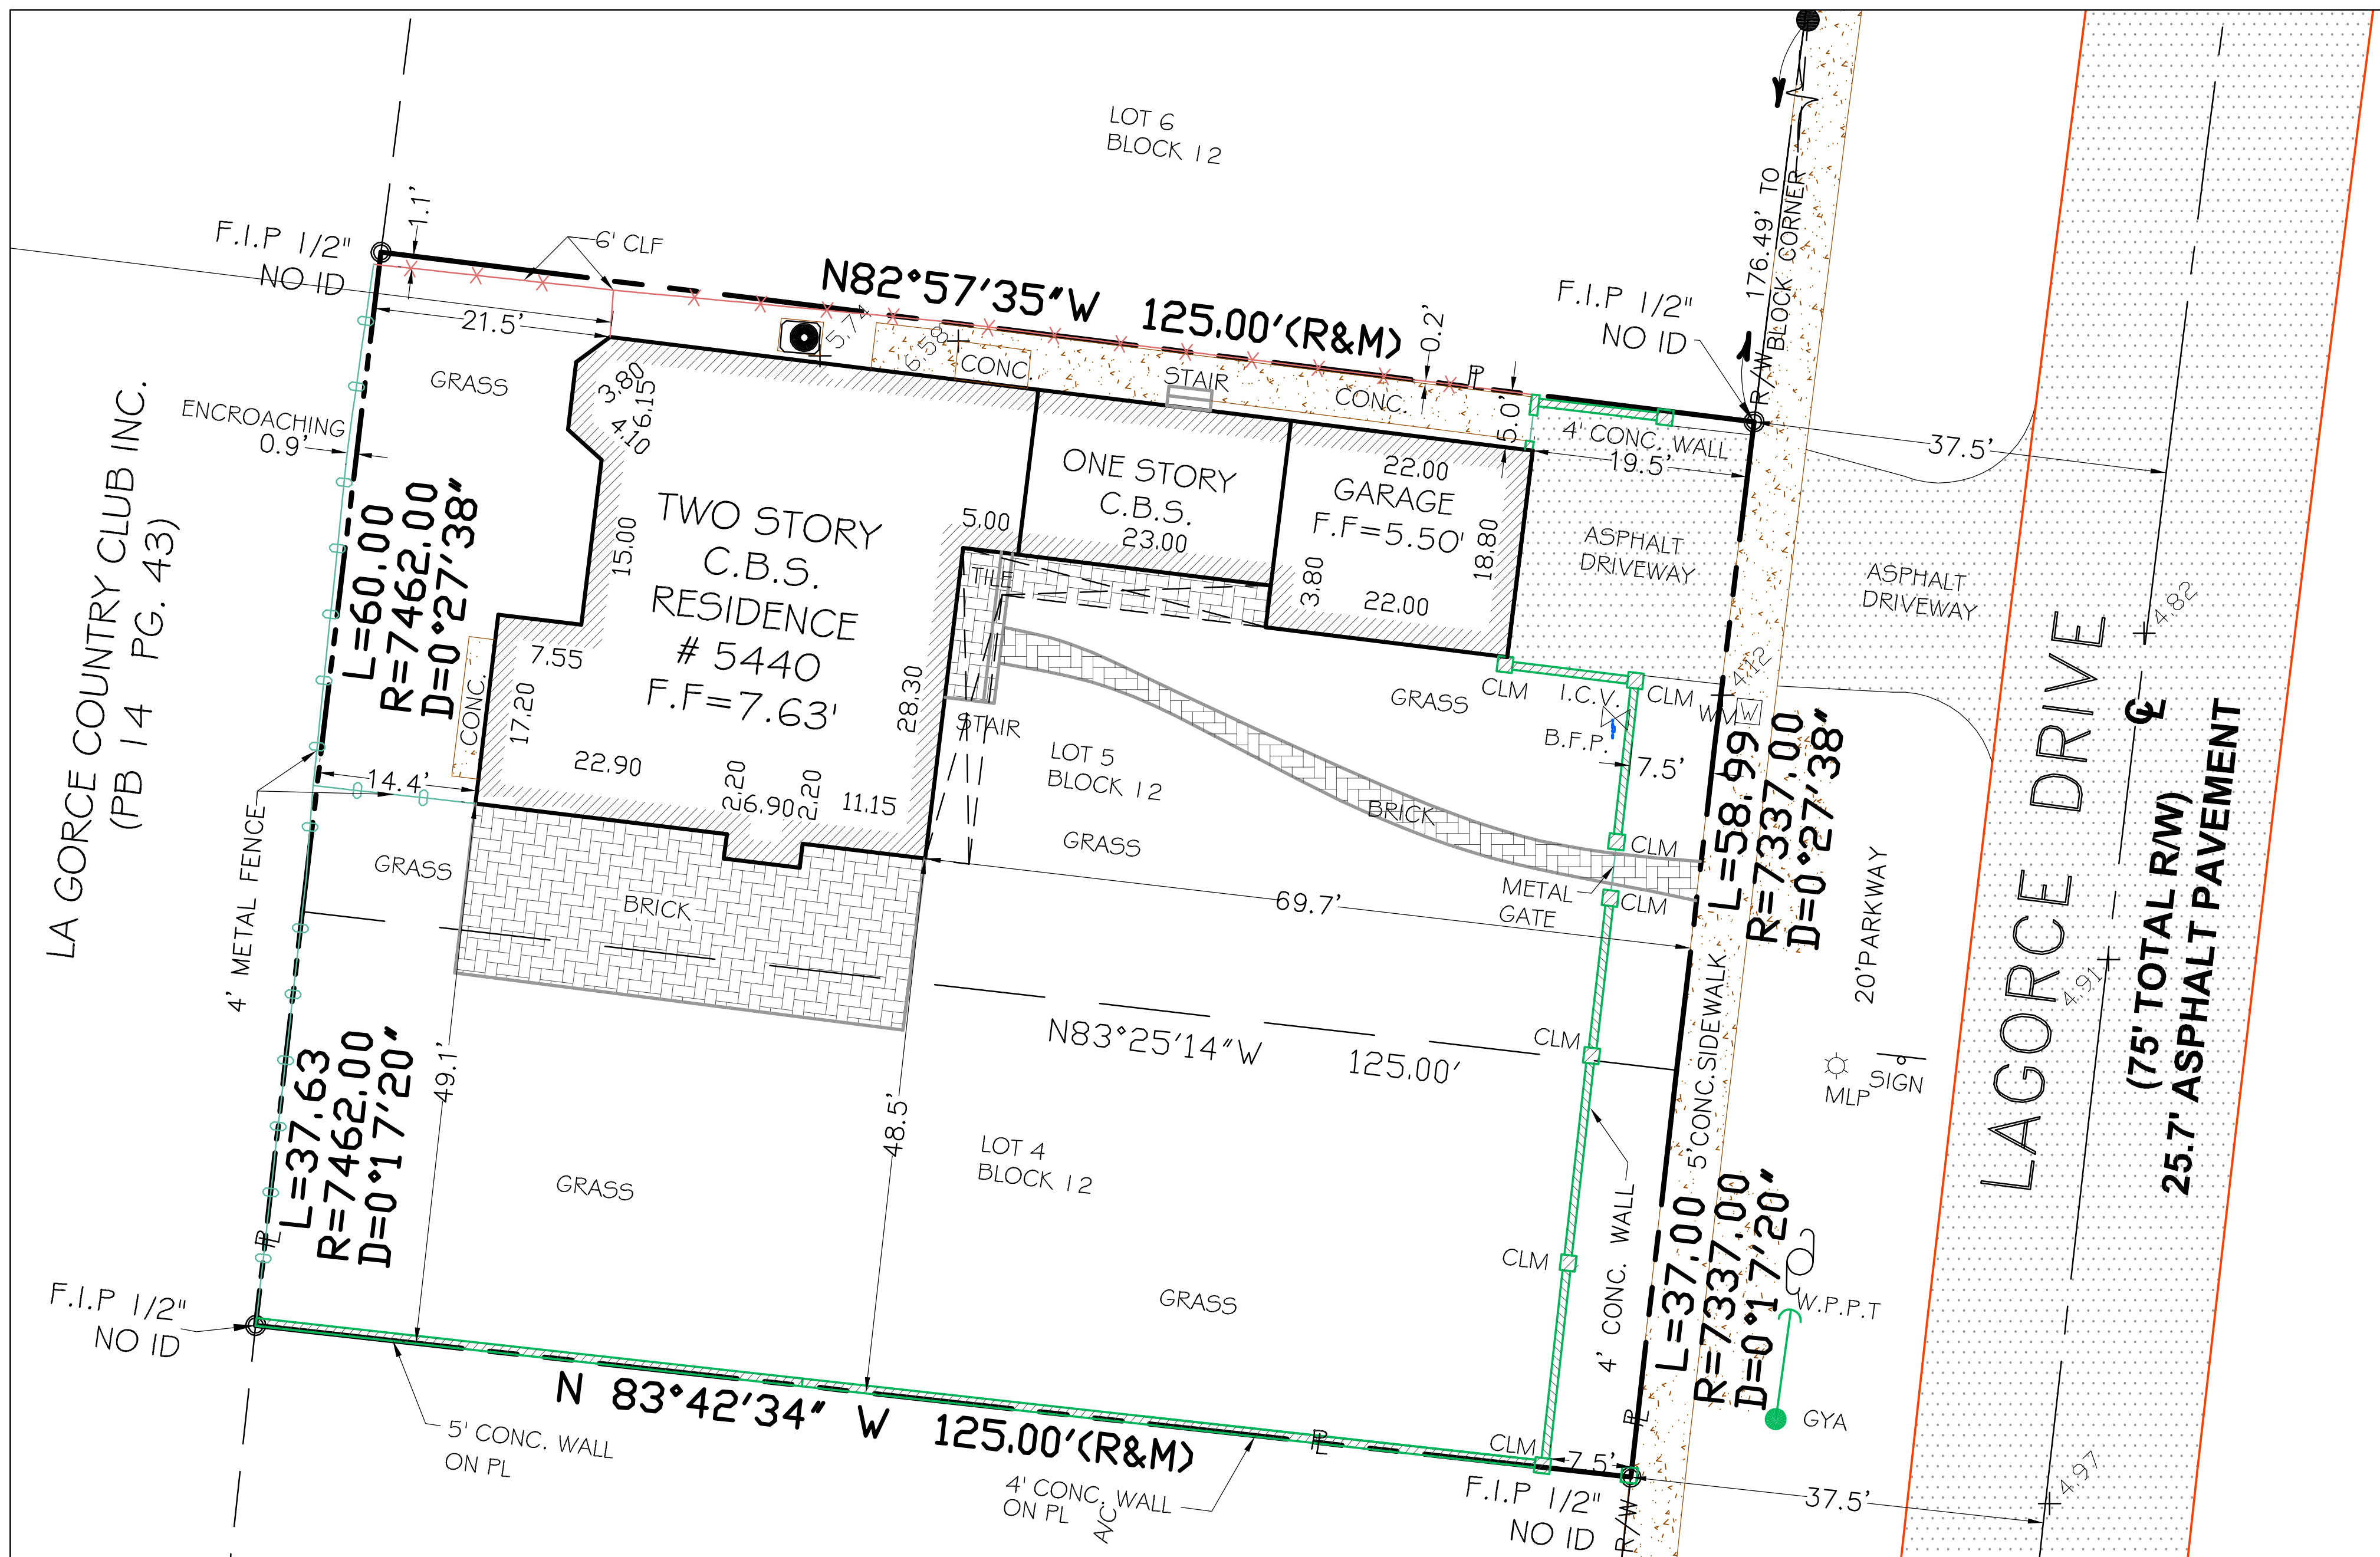 LOT 6
BLOCK 12
176.49' TO
BLOCK CORNER
R/W
F.I.P 1/2"
NO ID
1.1'
6' CLF
N82°57'35"W 125.00'(R&M)
0.2'
F.I.P 1/2"
NO ID
21.5'
5.74
6.58
CONC.
STAIR
CONC.
5.0'
4' CONC. WALL
19.5'
37.5'
GRASS
ENCROACHING
0.9'
3.80
6.15
4.10
15.00
LA GORCE COUNTRY CLUB INC.
(PB 14 PG. 43)
L=60.00
R=7462.00
D=0°27'38"
TWO STORY
C.B.S.
RESIDENCE
# 5440
F.F=7.63'
ONE STORY
C.B.S.
23.00
5.00
22.00
GARAGE
F.F=5.50'
18.80
3.80
22.00
ASPHALT
DRIVEWAY
ASPHALT
DRIVEWAY
TILE
4.82
4.12
7.55
17.20
CONC.
22.90
2.20
6.90
2.20
11.15
28.30
STAIR
LOT 5
BLOCK 12
GRASS
GRASS
CLM
I.C.V.
CLM
WM
W
B.F.P.
7.5'
BRICK
CLM
METAL
GATE
CLM
L=58.99
R=7337.00
D=0°27'38"
14.4'
4' METAL FENCE
GRASS
BRICK
69.7'
20'PARKWAY
LAGORCE DRIVE
CL
(75' TOTAL R/W)
25.7' ASPHALT PAVEMENT
4.91
5'CONC.SIDEWALK
N83°25'14"W 125.00'
CLM
MLP
SIGN
49.1'
48.5'
L=37.63
R=7462.00
D=0°17'20"
LOT 4
BLOCK 12
GRASS
GRASS
CLM
4' CONC. WALL
L=37.00
R=7337.00
D=0°17'20"
W.P.P.T
GYA
PL
F.I.P 1/2"
NO ID
N 83°42'34" W 125.00'(R&M)
5' CONC. WALL
ON PL
4' CONC. WALL
ON PL
A/C
PL
CLM
7.5'
PL
F.I.P 1/2"
NO ID
R/W
37.5'
4.97
PL